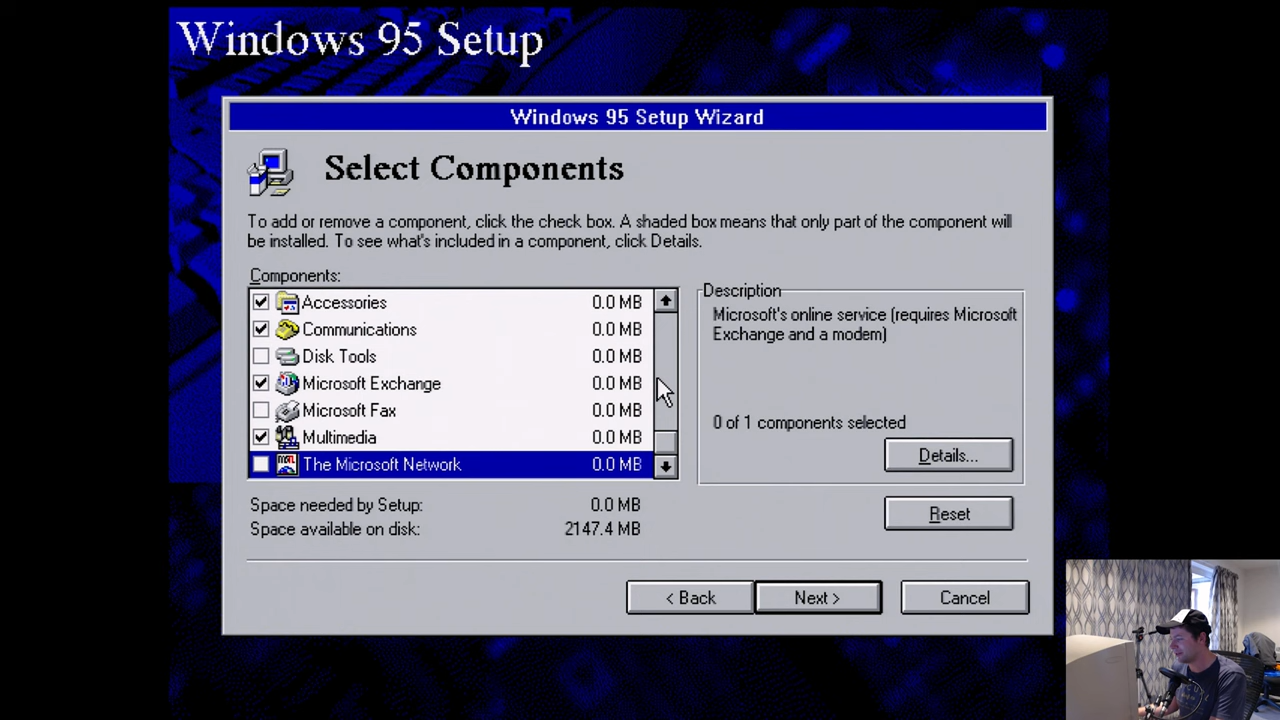 Windows 95 Setup
Windows 95 Setup Wizard
Select Components
To add or remove a component, click the check box. A shaded box means that only part of the component will
be installed. To see what's included in a component, click Details.
Components:
Accessories 0.0 MB
Communications 0.0 MB
Disk Tools 0.0 MB
Microsoft Exchange 0.0 MB
Microsoft Fax 0.0 MB
Multimedia 0.0 MB
The Microsoft Network 0.0 MB
Description
Microsoft's online service (requires Microsoft
Exchange and a modem)
0 of 1 components selected
Details...
Space needed by Setup: 0.0 MB
Space available on disk: 2147.4 MB
Reset
< Back
Next >
Cancel